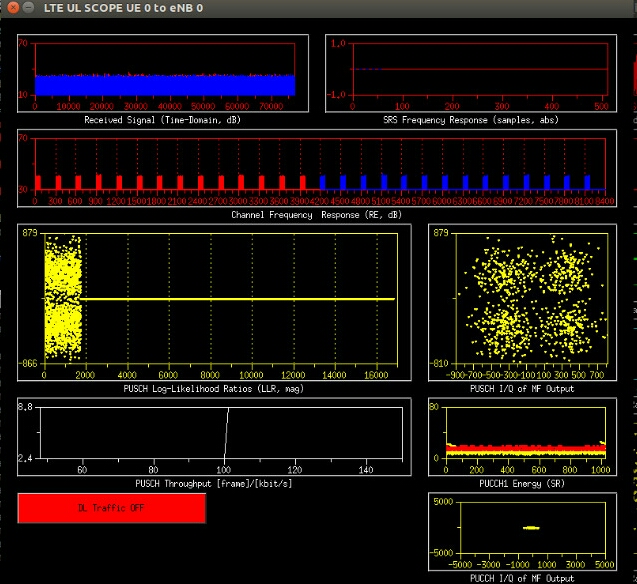 LTE UL SCOPE UE 0 to eNB 0
70
10
0 10000 20000 30000 40000 50000 60000 70000
Received Signal (Time-Domain, dB)
1.0
-1.0
0 100 200 300 400 500
SRS Frequency Response (samples, abs)
70
30
0 300 600 900 1200 1500 1800 2100 2400 2700 3000 3300 3600 3900 4200 4500 4800 5100 5400 5700 6000 6300 6600 6900 7200 7500 7800 8100 8400
Channel Frequency Response (RE, dB)
879
-866
0 2000 4000 6000 8000 10000 12000 14000 16000
PUSCH Log-Likelihood Ratios (LLR, mag)
879
-810
-900 -700 -500 -300 -100 100 300 500 700
PUSCH I/Q of MF Output
8.8
2.4
60 80 100 120 140
PUSCH Throughput [frame]/[kbit/s]
80
0
0 200 400 600 800 1000
PUCCH1 Energy (SR)
DL Traffic OFF
5000
-5000
-5000 -3000 -1000 1000 3000 5000
PUCCH I/Q of MF Output